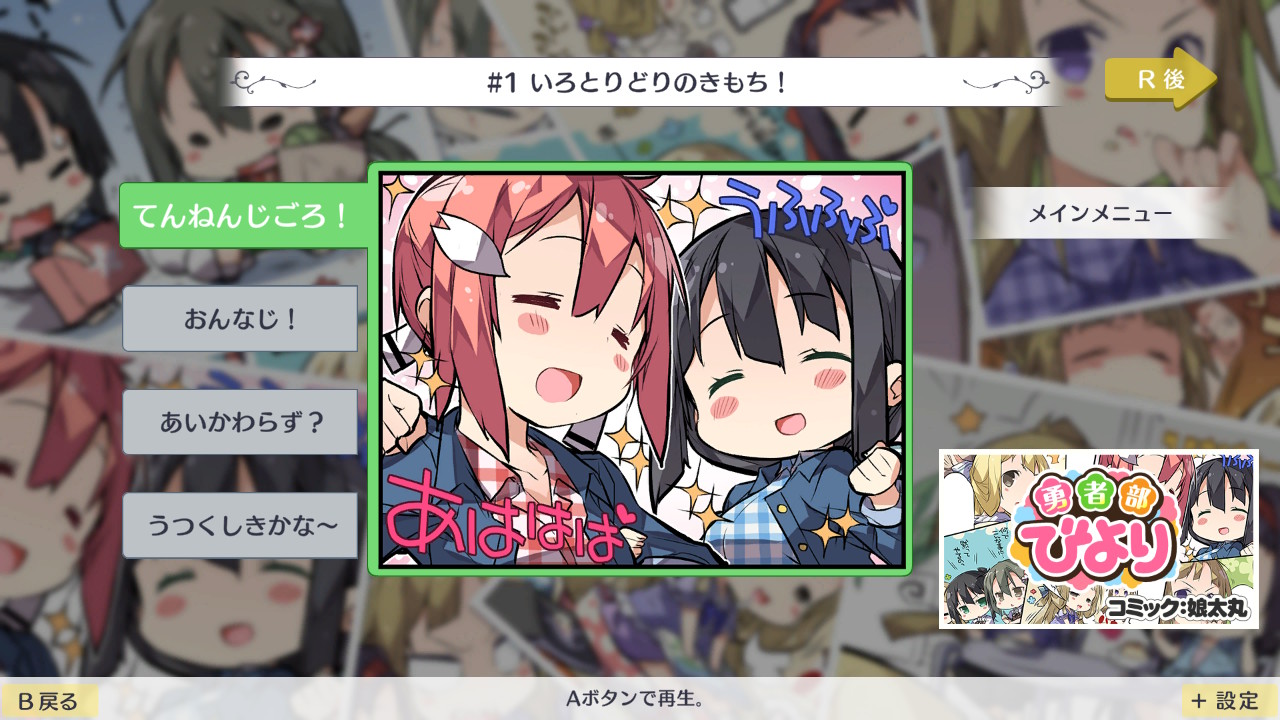 #1 いろとりどりのきもち！
R 後
てんねんじごろ！
おんなじ！
あいかわらず？
うつくしきかな～
うふふふふ
あはははは
メインメニュー
勇者部
びより
コミック:娘太丸
B 戻る
Aボタンで再生。
+ 設定